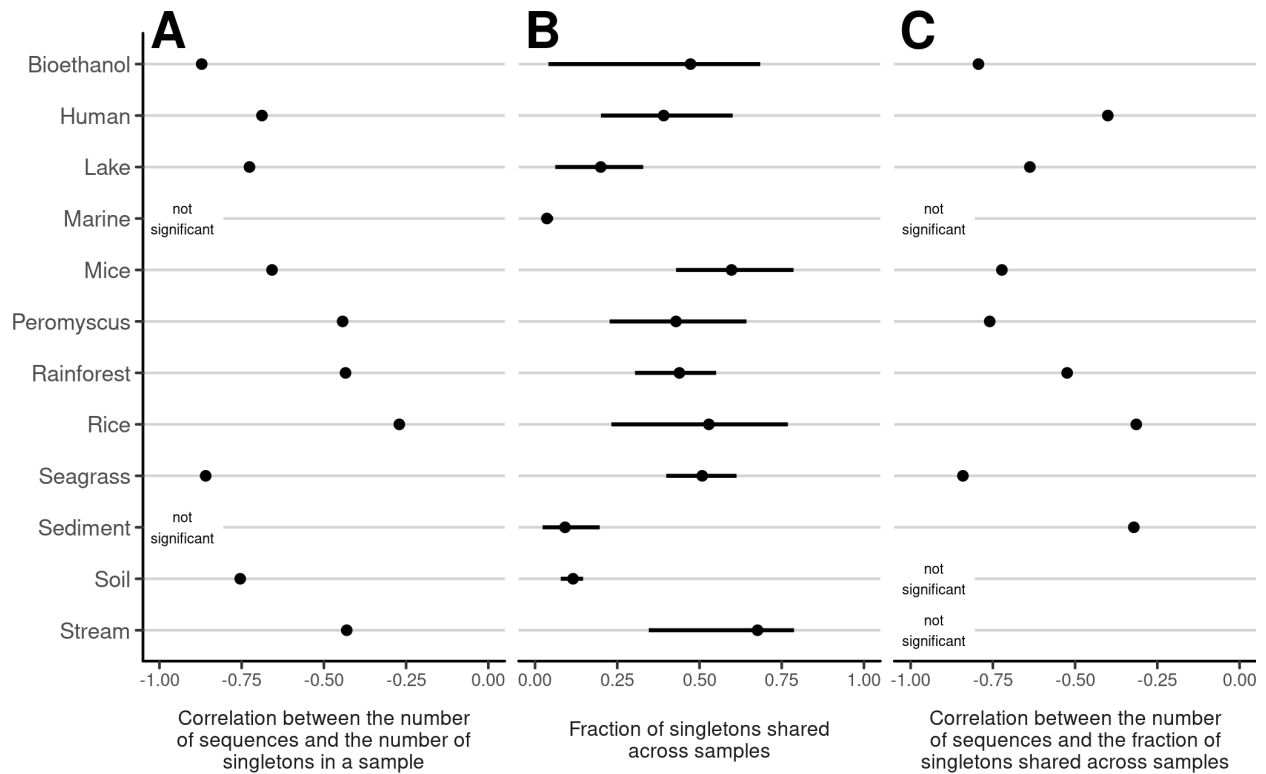 A
B
C
Bioethanol
Human
Lake
Marine
Mice
Peromyscus
Rainforest
Rice
Seagrass
Sediment
Soil
Stream
not
significant
not
significant
not
significant
not
significant
not
significant
-1.00 -0.75 -0.50 -0.25 0.00
0.00 0.25 0.50 0.75 1.00
-1.00 -0.75 -0.50 -0.25 0.00
Correlation between the number
of sequences and the number of
singletons in a sample
Fraction of singletons shared
across samples
Correlation between the number
of sequences and the fraction of
singletons shared across samples